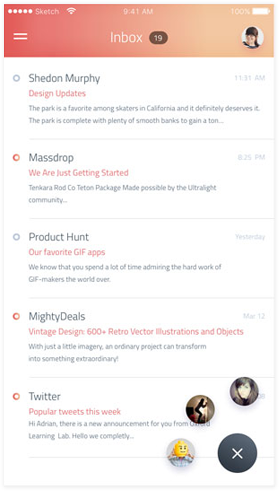 Sketch 9:41 AM 100%
Inbox 19
Shedon Murphy 11:31 AM
Design Updates
The park is a favorite among skaters in California and it definitely deserves it.
The park is complete with plenty of smooth banks to gain a ton...
Massdrop 8:25 PM
We Are Just Getting Started
Tenkara Rod Co Teton Package Made possible by the Ultralight
community...
Product Hunt Yesterday
Our favorite GIF apps
We know that you spend a lot of time admiring the hard work of
GIF-makers the world over.
MightyDeals Mar 12
Vintage Design: 600+ Retro Vector Illustrations and Objects
With just a little imagery, an ordinary project can transform
into something extraordinary!
Twitter
Popular tweets this week
Hi Adrian, there is a new announcement for you from Oxford
Learning Lab. Hello we completly...